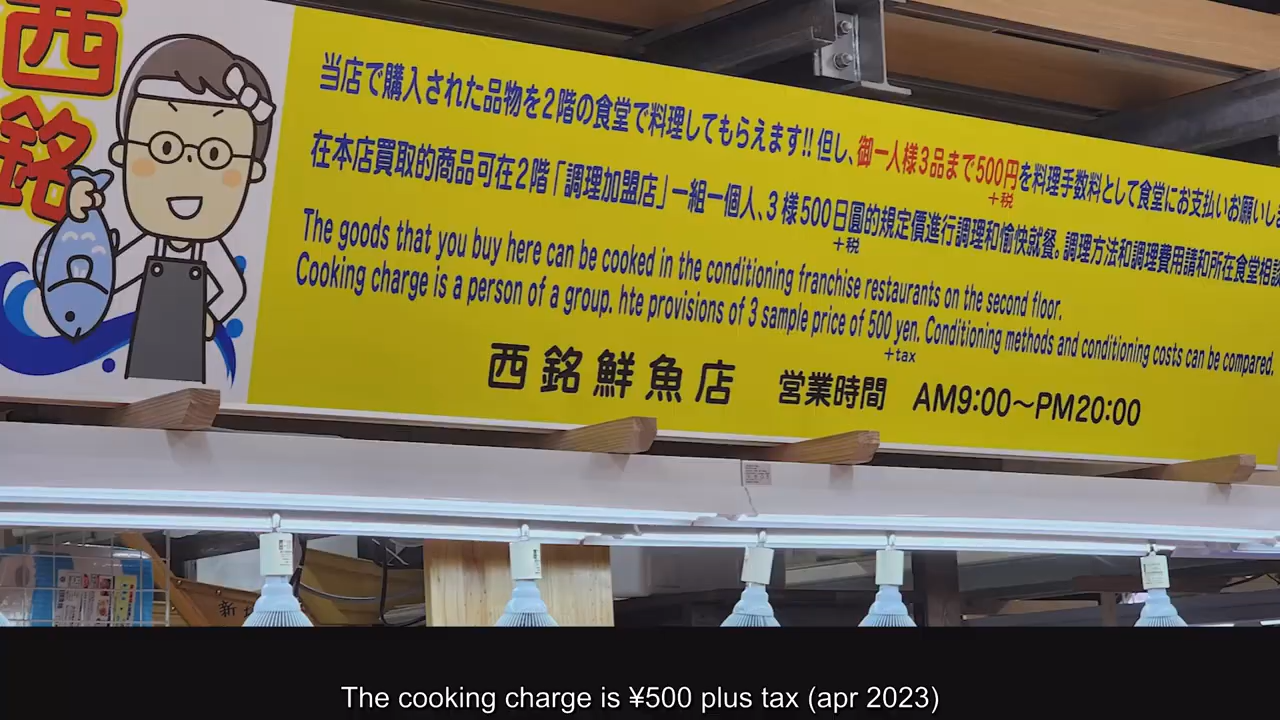 西銘
当店で購入された品物を2階の食堂で料理してもらえます!! 但し、御一人様3品まで500円を料理手数料として食堂にお支払いお願いしま
+税
在本店買取的商品可在2階「調理加盟店」一組一個人、3様500日圓的規定價進行調理和愉快就餐。調理方法和調理費用請和所在食堂相談
+税
The goods that you buy here can be cooked in the conditioning franchise restaurants on the second floor.
Cooking charge is a person of a group. hte provisions of 3 sample price of 500 yen. Conditioning methods and conditioning costs can be compared.
+tax
西銘鮮魚店 営業時間 AM9:00〜PM20:00
The cooking charge is ¥500 plus tax (apr 2023)